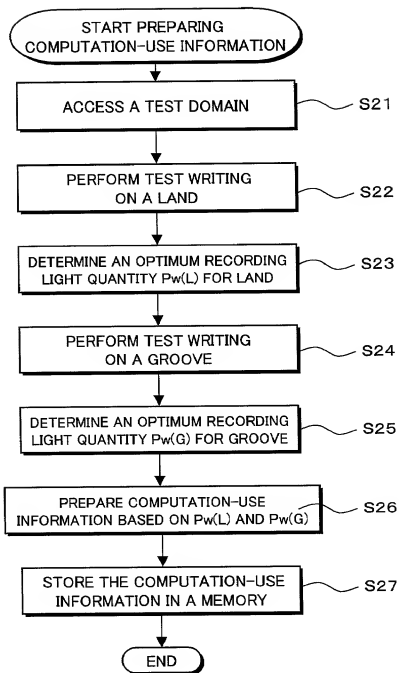 START PREPARING
COMPUTATION-USE INFORMATION
ACCESS A TEST DOMAIN
S21
PERFORM TEST WRITING
ON A LAND
S22
DETERMINE AN OPTIMUM RECORDING
LIGHT QUANTITY Pw(L) FOR LAND
S23
PERFORM TEST WRITING
ON A GROOVE
S24
DETERMINE AN OPTIMUM RECORDING
LIGHT QUANTITY Pw(G) FOR GROOVE
S25
PREPARE COMPUTATION-USE
INFORMATION BASED ON Pw(L) AND Pw(G)
S26
STORE THE COMPUTATION-USE
INFORMATION IN A MEMORY
S27
END